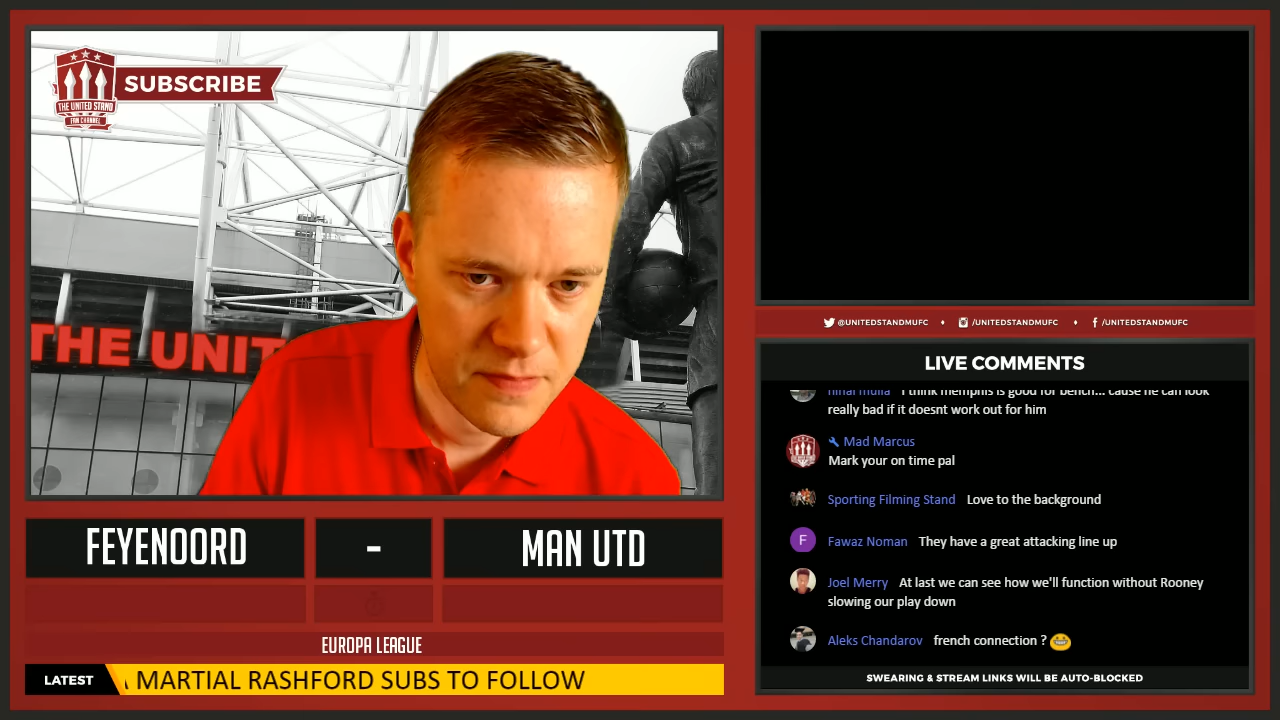 SUBSCRIBE
THE UNITED STAND
FAN CHANNEL
THE UNIT
FEYENOORD
-
MAN UTD
EUROPA LEAGUE
LATEST
MARTIAL RASHFORD SUBS TO FOLLOW
@UNITEDSTANDMUFC
/UNITEDSTANDMUFC
/UNITEDSTANDMUFC
LIVE COMMENTS
I think memphis is good for bench... cause he can look
really bad if it doesnt work out for him
Mad Marcus
Mark your on time pal
Sporting Filming Stand Love to the background
F
Fawaz Noman They have a great attacking line up
Joel Merry At last we can see how we'll function without Rooney
slowing our play down
Aleks Chandarov french connection ? 😂
SWEARING & STREAM LINKS WILL BE AUTO-BLOCKED